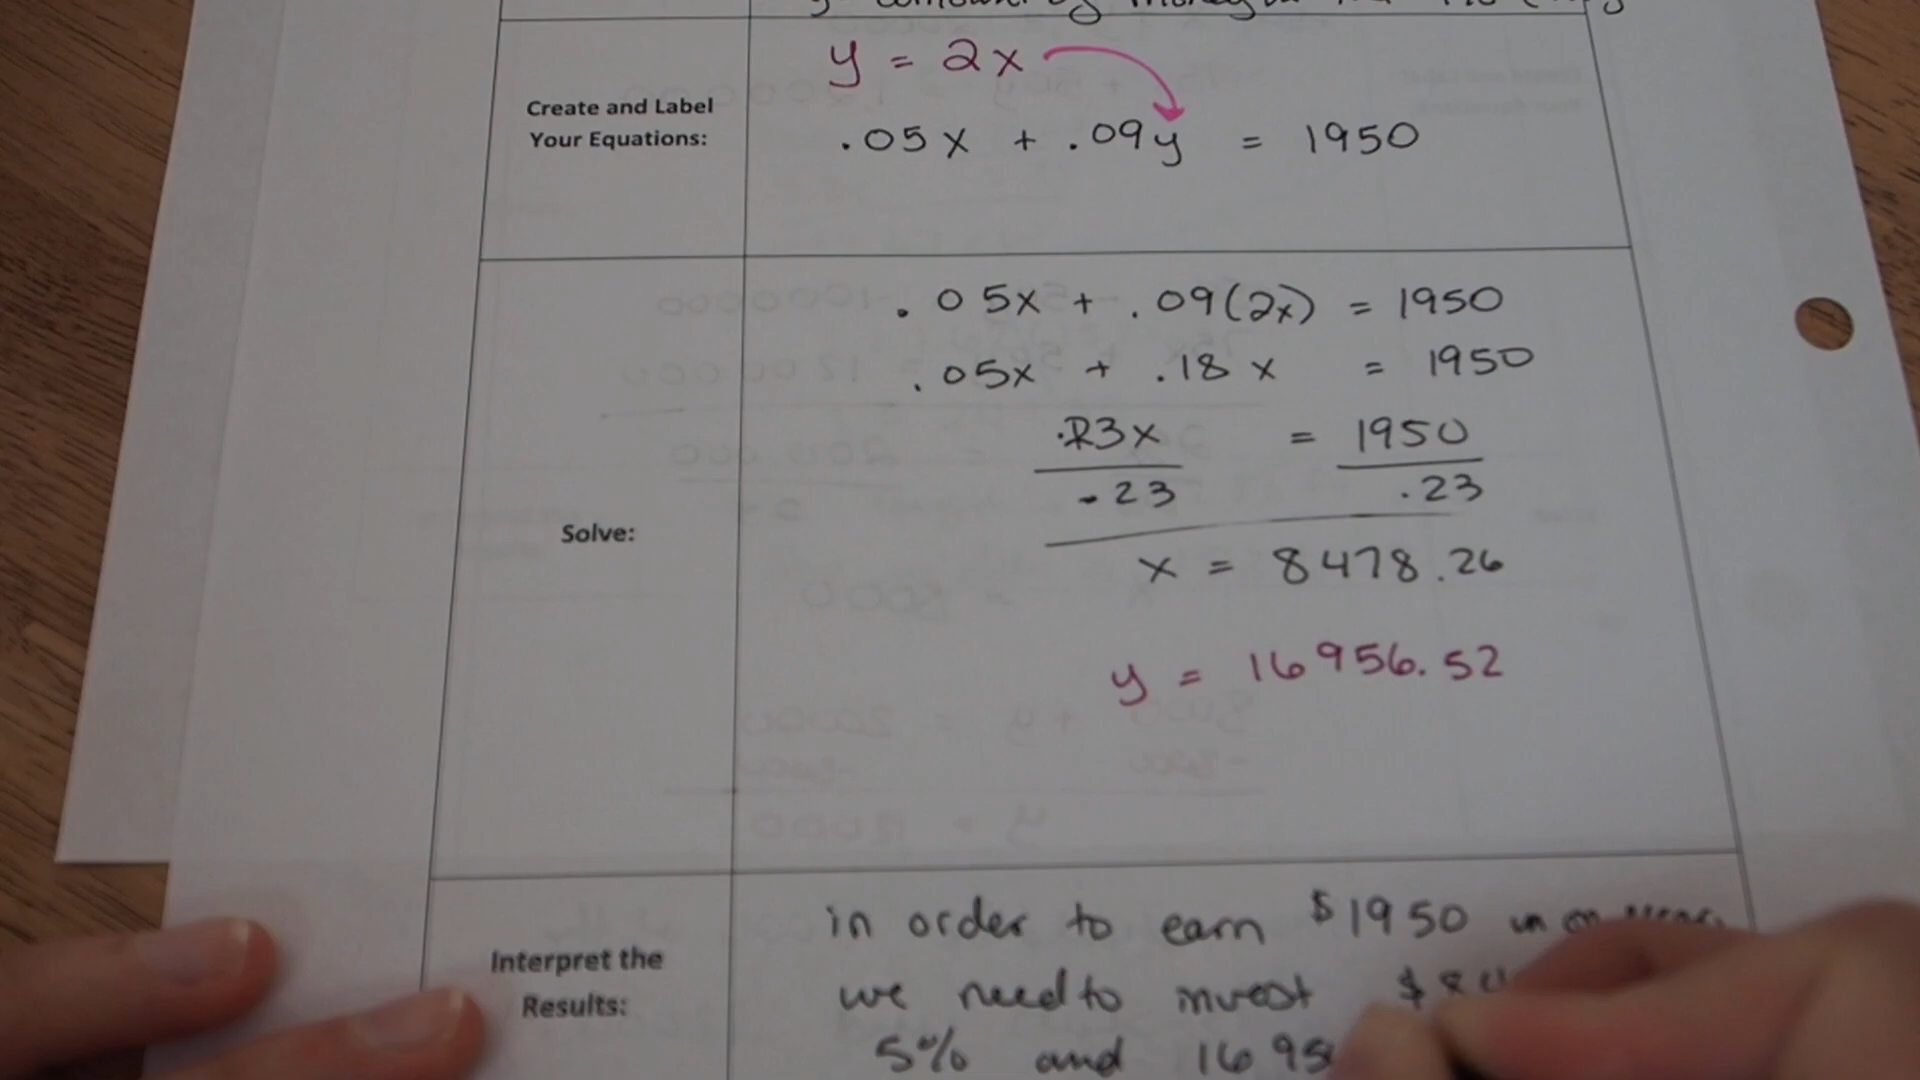 y = 2x
Create and Label
Your Equations:
.05x + .09y = 1950
.05x + .09(2x) = 1950
.05x + .18x = 1950
.23x = 1950
.23 .23
Solve:
x = 8478.26
y = 16956.52
Interpret the
Results:
in order to earn $1950 in
we need to invest
5% and